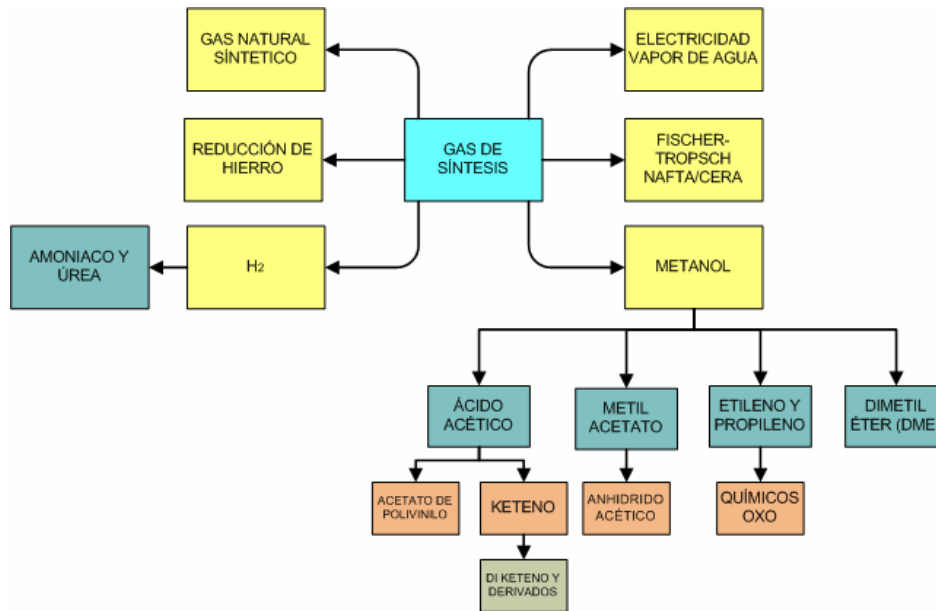 GAS NATURAL
SÍNTETICO
ELECTRICIDAD
VAPOR DE AGUA
REDUCCIÓN DE
HIERRO
GAS DE
SÍNTESIS
FISCHER-
TROPSCH
NAFTA/CERA
AMONIACO Y
ÚREA
H2
METANOL
ÁCIDO
ACÉTICO
METIL
ACETATO
ETILENO Y
PROPILENO
DIMETIL
ÉTER (DME
ACETATO DE
POLIVINILO
KETENO
ANHIDRIDO
ACÉTICO
QUÍMICOS
OXO
DI KETENO Y
DERIVADOS